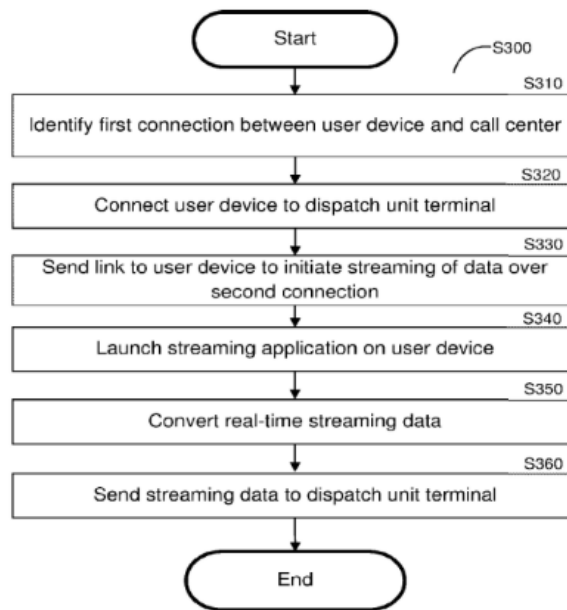 Start
S300
S310
Identify first connection between user device and call center
S320
Connect user device to dispatch unit terminal
S330
Send link to user device to initiate streaming of data over
second connection
S340
Launch streaming application on user device
S350
Convert real-time streaming data
S360
Send streaming data to dispatch unit terminal
End